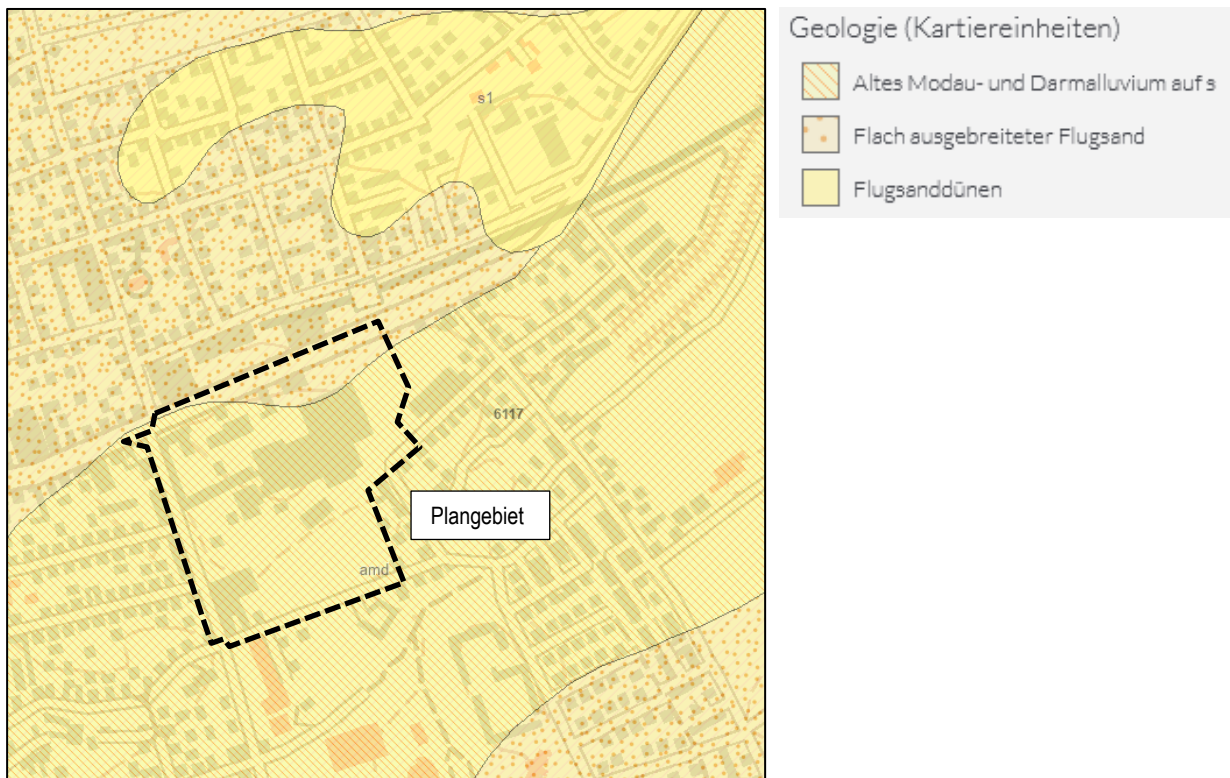 s1
6117
Plangebiet
amd
Geologie (Kartiereinheiten)
Altes Modau- und Darmalluvium auf s
Flach ausgebreiteter Flugsand
Flugsanddünen